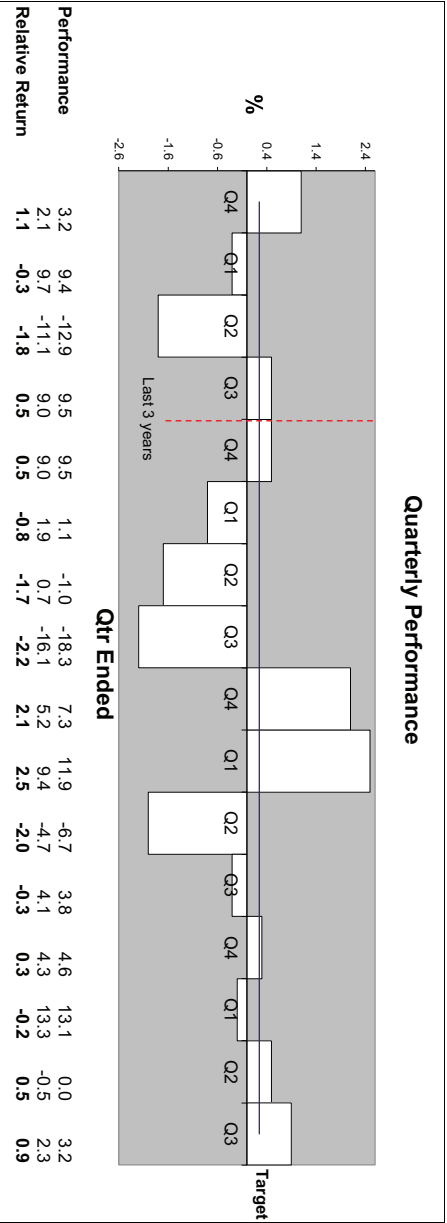 Quarterly Performance
%
2.4
1.4
0.4
-0.6
-1.6
-2.6
Q4 Q1 Q2 Q3 Q4 Q1 Q2 Q3 Q4 Q1 Q2 Q3 Q4 Q1 Q2 Q3
Target
Last 3 years
Qtr Ended
Performance 3.2 9.4 -12.9 9.5 9.5 1.1 -1.0 -18.3 7.3 11.9 -6.7 3.8 4.6 13.1 0.0 3.2
2.1 9.7 -11.1 9.0 9.0 1.9 0.7 -16.1 5.2 9.4 -4.7 4.1 4.3 13.3 -0.5 2.3
Relative Return 1.1 -0.3 -1.8 0.5 0.5 -0.8 -1.7 -2.2 2.1 2.5 -2.0 -0.3 0.3 -0.2 0.5 0.9